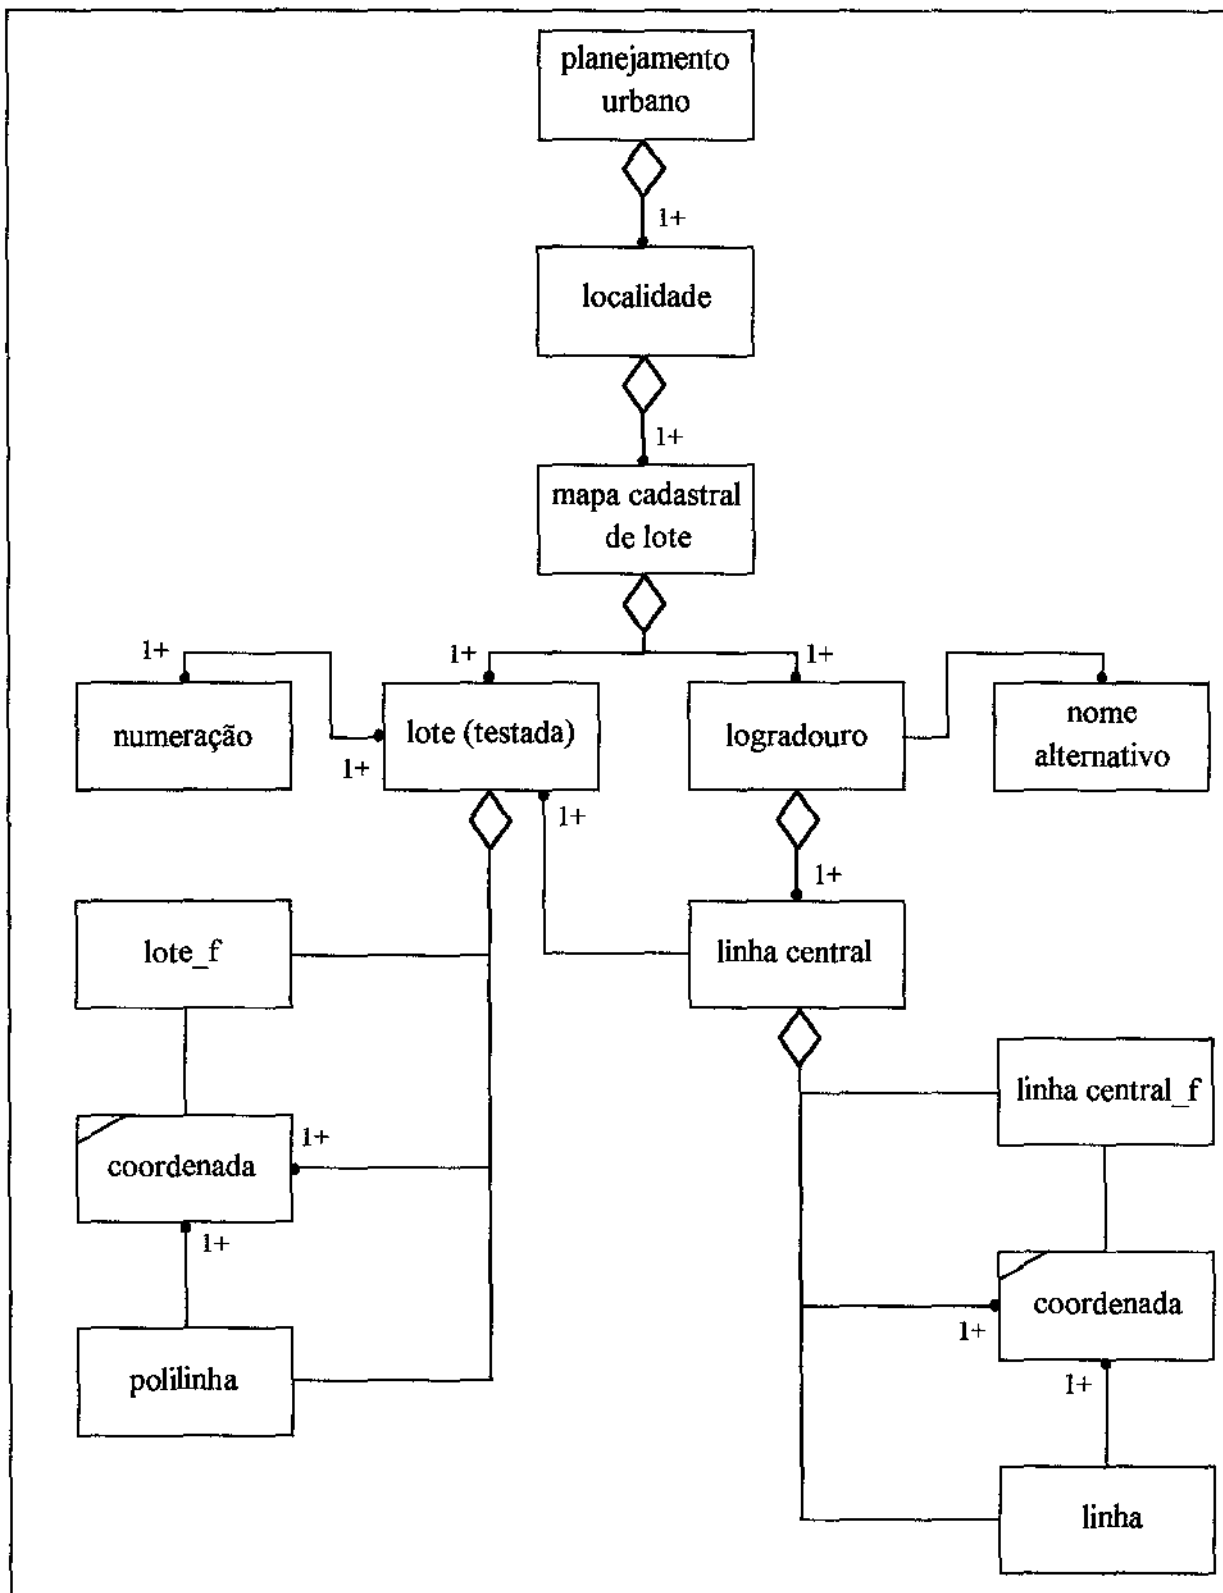 planejamento
urbano
1+
localidade
1+
mapa cadastral
de lote
1+
1+
1+
numeração
lote (testada)
logradouro
nome
alternativo
1+
1+
1+
lote_f
linha central
linha central_f
coordenada
1+
1+
coordenada
1+
1+
polilinha
linha